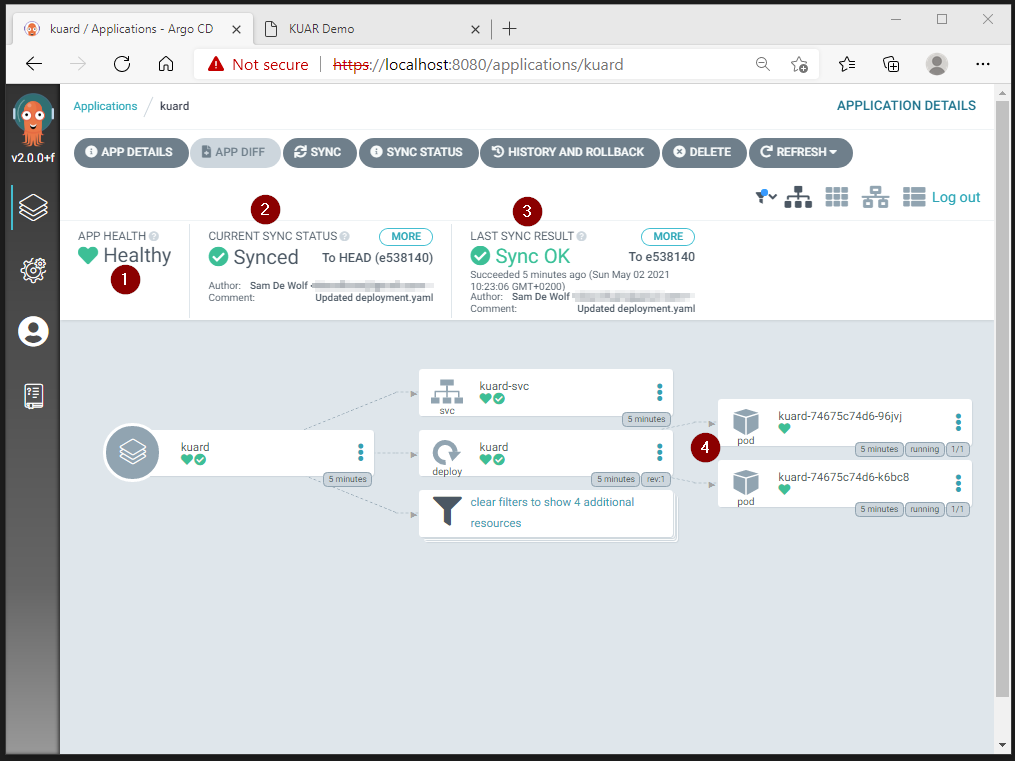 kuard / Applications - Argo CD
KUAR Demo
Not secure | https://localhost:8080/applications/kuard
v2.0.0+f
Applications / kuard
APPLICATION DETAILS
APP DETAILS
APP DIFF
SYNC
SYNC STATUS
HISTORY AND ROLLBACK
DELETE
REFRESH
Log out
1
2
3
4
APP HEALTH
Healthy
CURRENT SYNC STATUS
MORE
Synced
To HEAD (e538140)
Author: Sam De Wolf
Comment: Updated deployment.yaml
LAST SYNC RESULT
MORE
Sync OK
To e538140
Succeeded 5 minutes ago (Sun May 02 2021
10:23:06 GMT+0200)
Author: Sam De Wolf
Comment: Updated deployment.yaml
kuard
5 minutes
kuard-svc
svc
5 minutes
kuard
deploy
5 minutes
rev:1
clear filters to show 4 additional
resources
kuard-74675c74d6-96jvj
pod
5 minutes
running
1/1
kuard-74675c74d6-k6bc8
pod
5 minutes
running
1/1